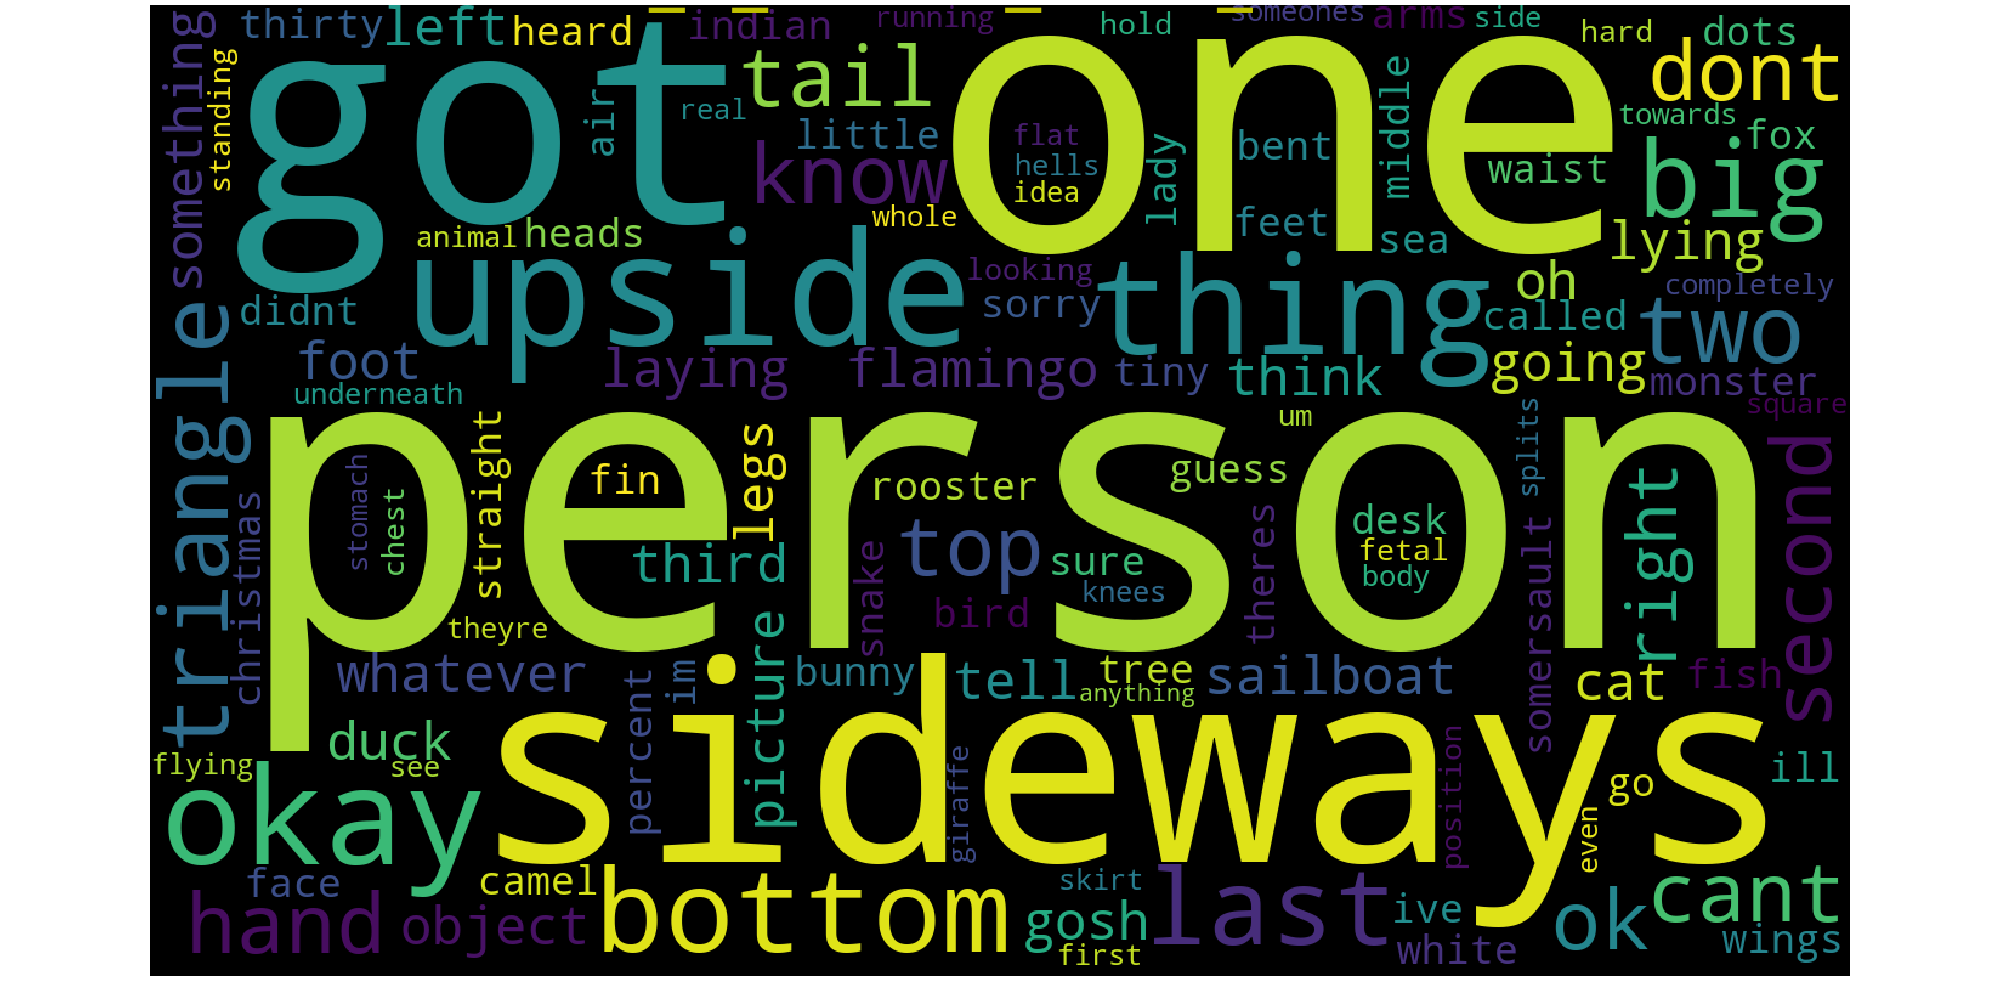 something
standing
thirty
left
heard
got
air
indian
tail
real
little
know
running
one
flat
hells
idea
whole
hold
lady
someones
arms
side
bent
middle
hard
dots
dont
towards
fox
waist
big
feet
sea
lying
animal
heads
upside
looking
sorry
thing
oh
called
completely
two
didnt
foot
underneath
laying
flamingo
tiny
think
going
monster
square
triangle
christmas
person
stomach
chest
straight
theyre
fin
legs
third
um
rooster
guess
top
snake
bird
sure
knees
theres
desk
fetal
body
splits
somersault
right
second
whatever
percent
im
picture
bunny
tell
tree
anything
sailboat
cat
fish
duck
see
flying
okay
sideways
giraffe
position
even
go
ill
face
hand
camel
object
bottom
skirt
gosh
first
last
ive
white
ok
cant
wings